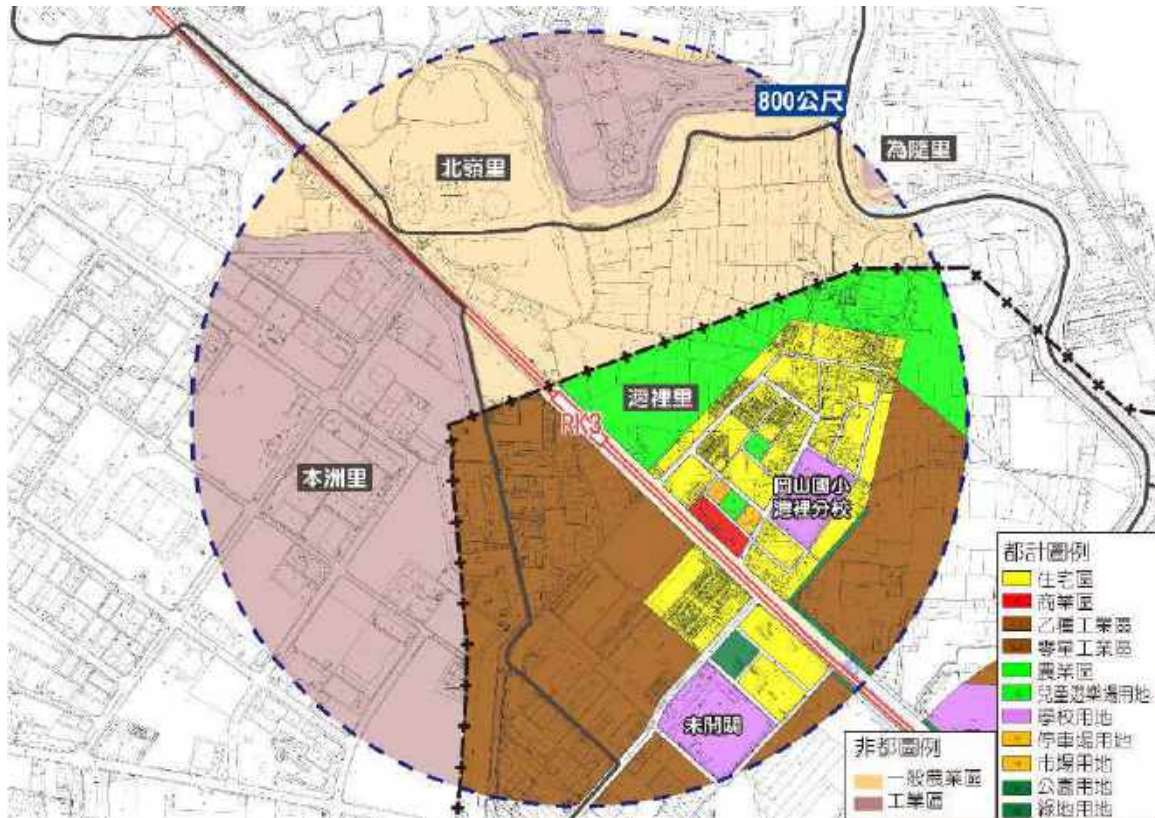 800公尺
北嶺里
為隨里
潭裡里
RK3
本洲里
岡山國小
潭裡分校
未開闢
都計圖例
住宅區
商業區
乙種工業區
零星工業區
農業區
兒童遊樂場用地
學校用地
停車場用地
市場用地
公園用地
綠地用地
非都圖例
一般農業區
工業區